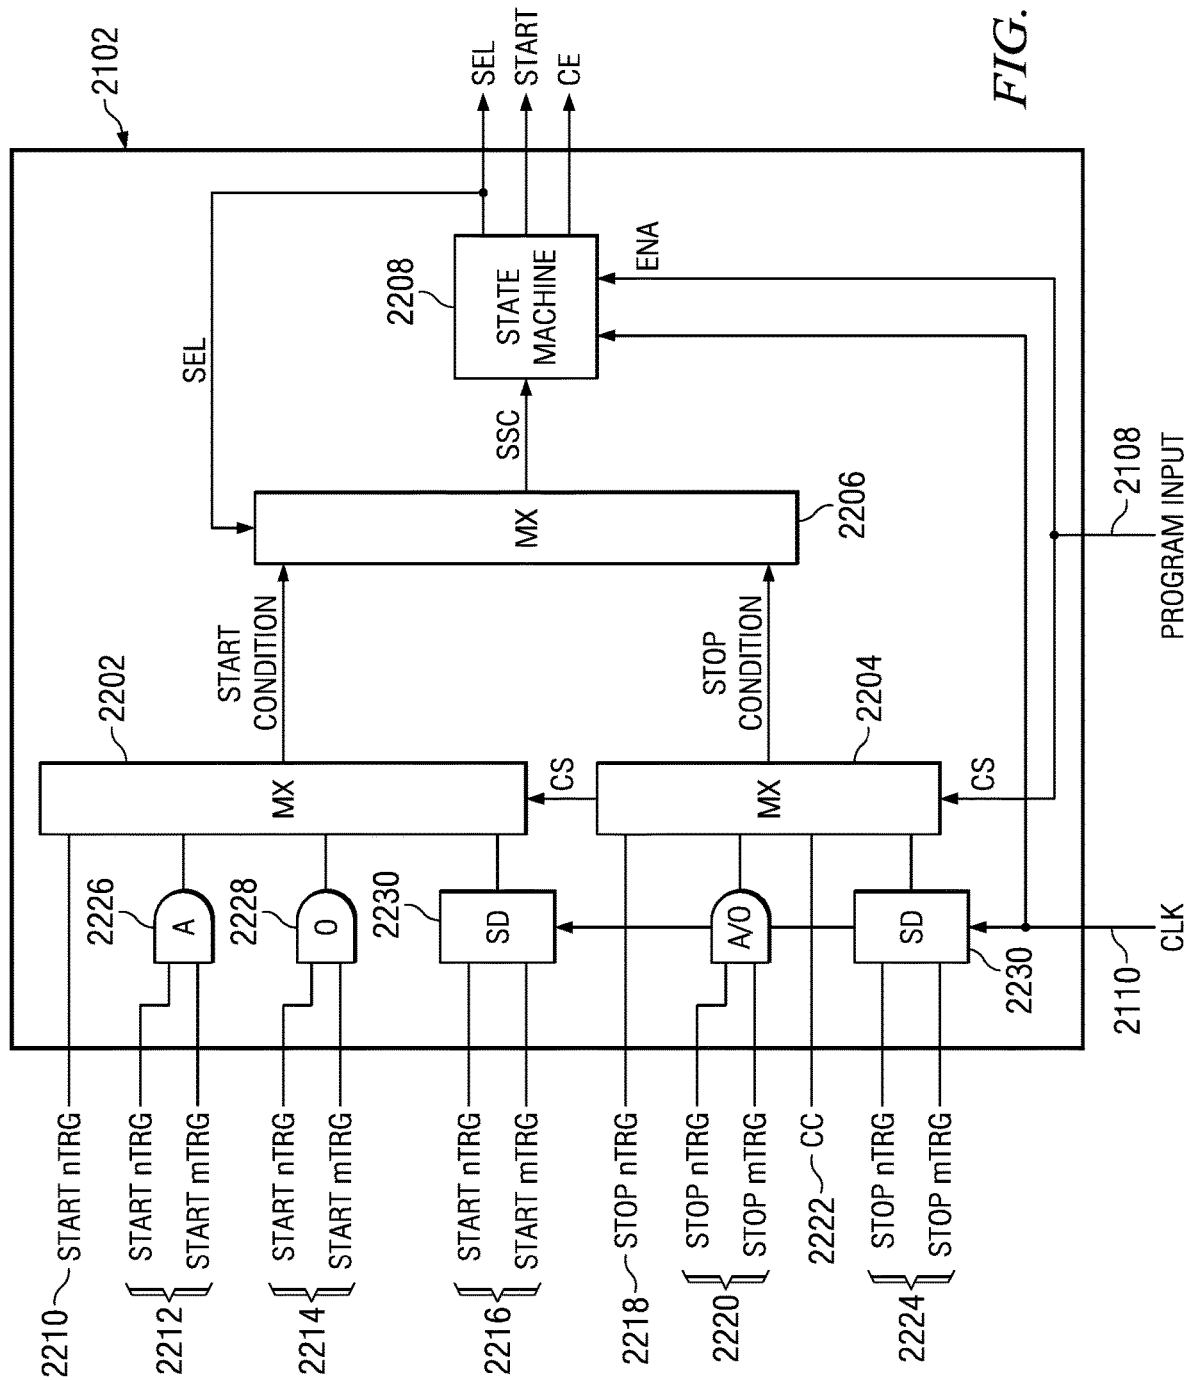 2102
SEL
START
CE
FIG.
SEL
2208
STATE
MACHINE
ENA
SSC
MX
2206
START
CONDITION
STOP
CONDITION
2202
MX
CS
2204
MX
CS
2226
A
2228
O
2230
SD
A/O
SD
2230
2108
PROGRAM INPUT
2110
CLK
2210
START nTRG
2212
START nTRG
START mTRG
2214
START nTRG
START mTRG
2216
START nTRG
START mTRG
2218
STOP nTRG
2220
STOP nTRG
STOP mTRG
2222
CC
2224
STOP nTRG
STOP mTRG